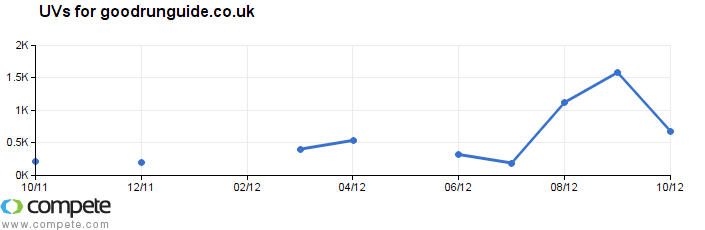 UVs for goodrunguide.co.uk
2K
1.5K
1K
0.5K
0K
10/11 12/11 02/12 04/12 06/12 08/12 10/12
compete
www.compete.com